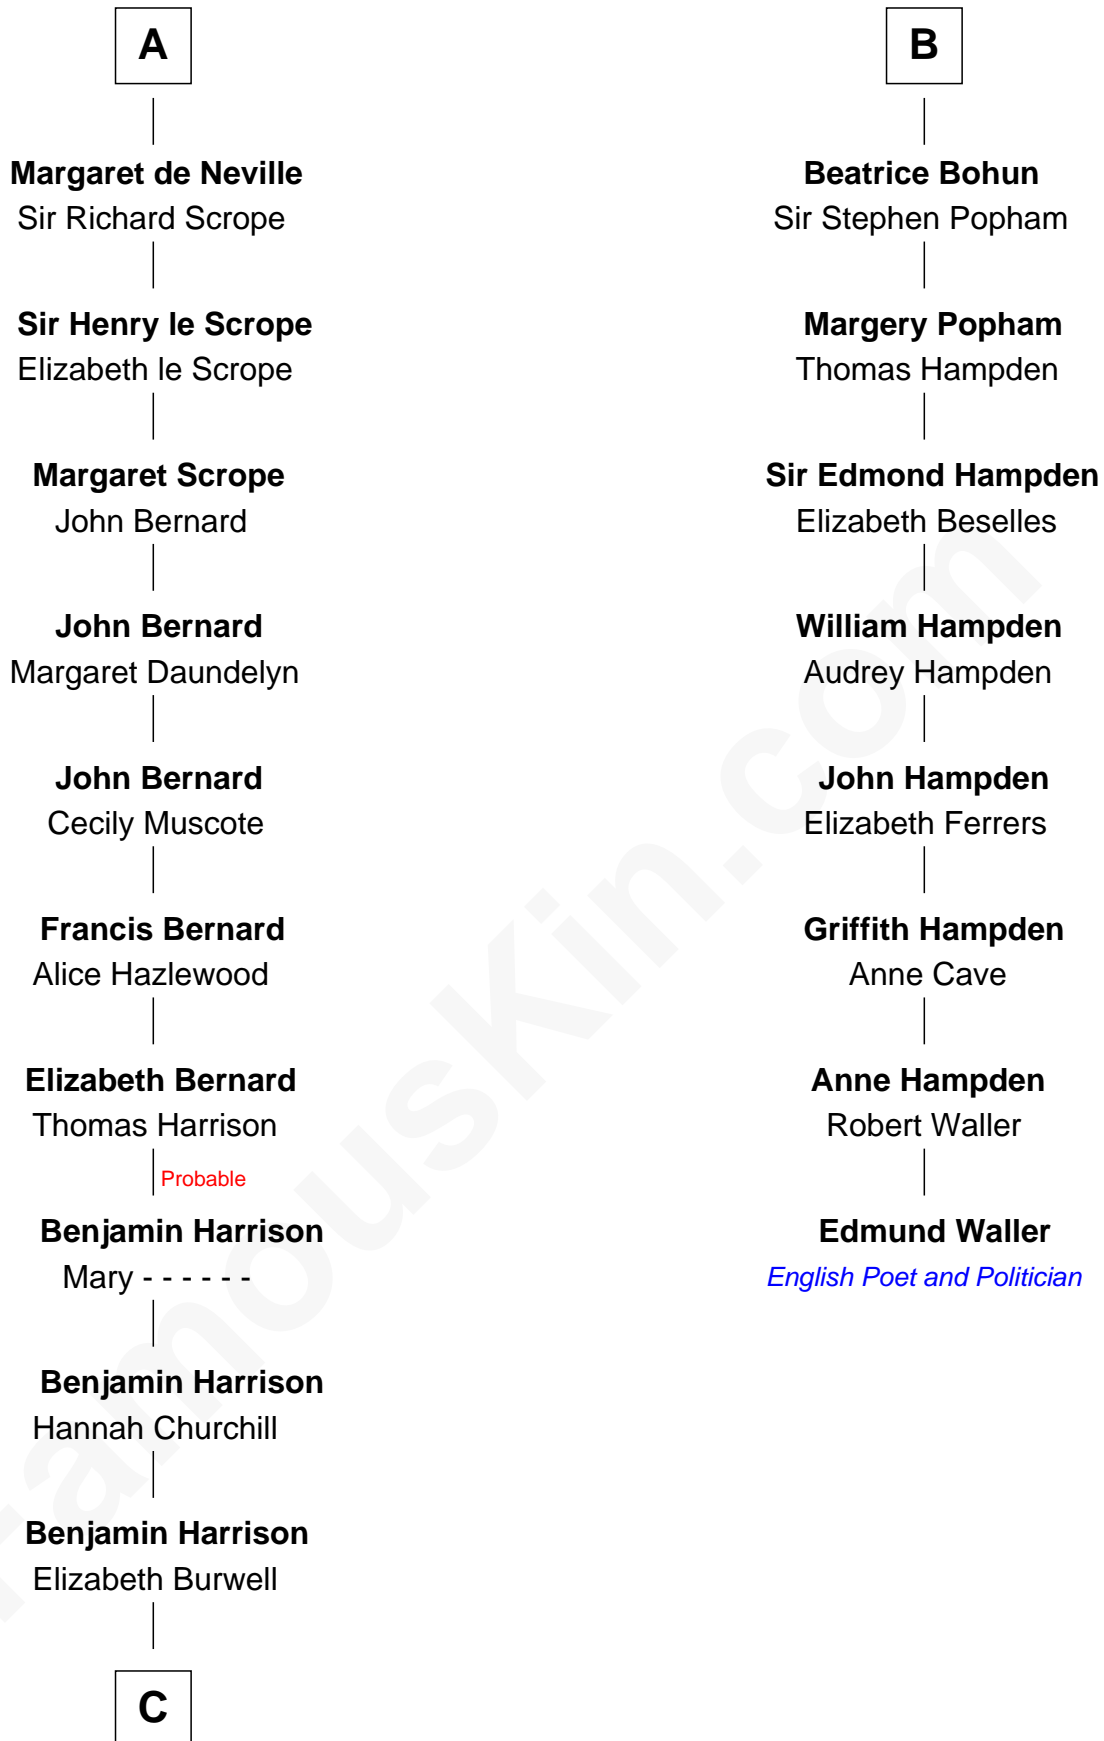 A
Margaret de Neville
Sir Richard Scrope
Sir Henry le Scrope
Elizabeth le Scrope
Margaret Scrope
John Bernard
John Bernard
Margaret Daundelyn
John Bernard
Cecily Muscote
Francis Bernard
Alice Hazlewood
Elizabeth Bernard
Thomas Harrison
Probable
Benjamin Harrison
Mary - - - - - -
Benjamin Harrison
Hannah Churchill
Benjamin Harrison
Elizabeth Burwell
C
B
Beatrice Bohun
Sir Stephen Popham
Margery Popham
Thomas Hampden
Sir Edmond Hampden
Elizabeth Beselles
William Hampden
Audrey Hampden
John Hampden
Elizabeth Ferrers
Griffith Hampden
Anne Cave
Anne Hampden
Robert Waller
Edmund Waller
English Poet and Politician
FamousKin.com